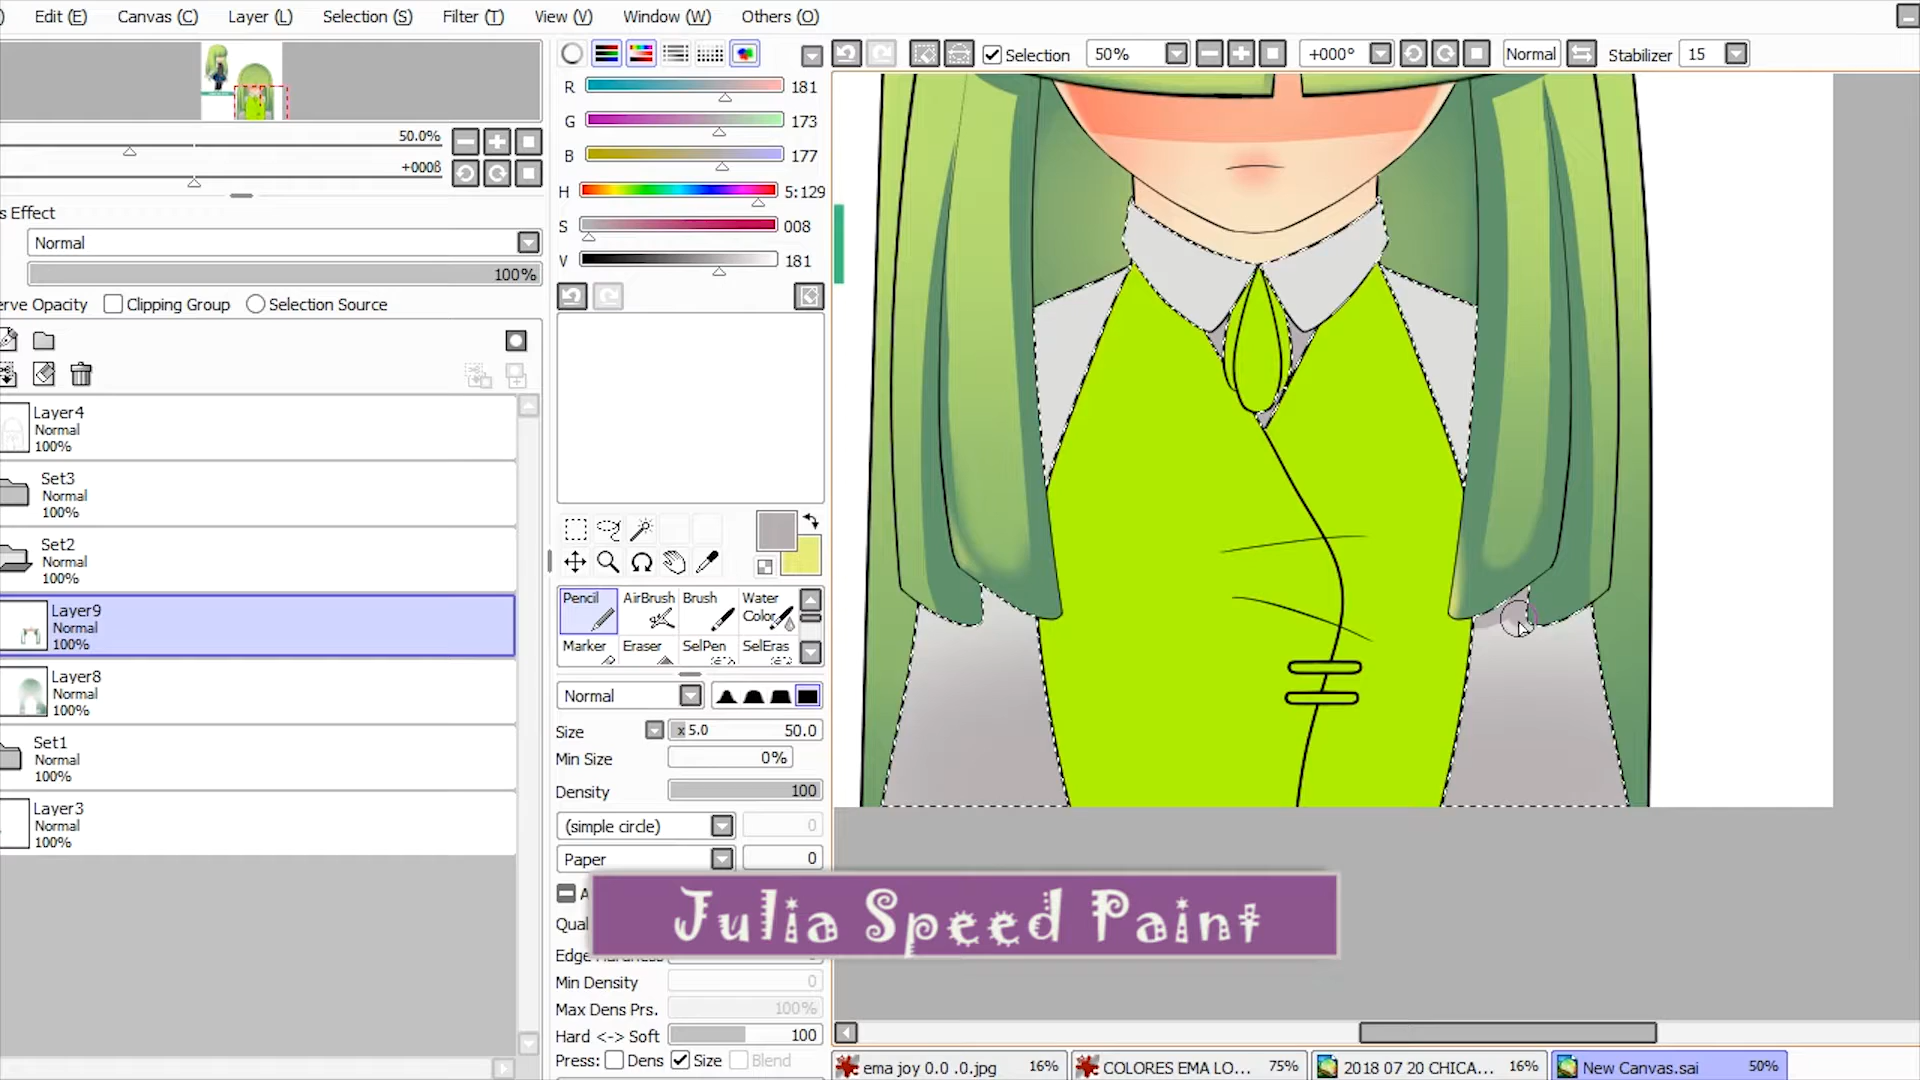 Edit (E) Canvas (C) Layer (L) Selection (S) Filter (T) View (V) Window (W) Others (O)
Selection 50% +000° Normal Stabilizer 15
R 181
G 173
B 177
H 5:129
S 008
V 181
50.0%
s Effect
Normal
100%
erve Opacity Clipping Group Selection Source
Layer4
Normal
100%
Set3
Normal
100%
Set2
Normal
100%
Layer9
Normal
100%
Layer8
Normal
100%
Set1
Normal
100%
Layer3
Normal
100%
Pencil AirBrush Brush Water Color
Marker Eraser SelPen SelEras
Normal
Size x 5.0 50.0
Min Size 0%
Density 100
(simple circle) 0
Paper 0
A
Qual
Julia Speed Paint
Min Density 0
Max Dens Prs. 100%
Hard <-> Soft 100
Press: Dens Size Blend
ema joy 0.0 .0.jpg 16% COLORES EMA LO... 75% 2018 07 20 CHICA... 16% New Canvas.sai 50%